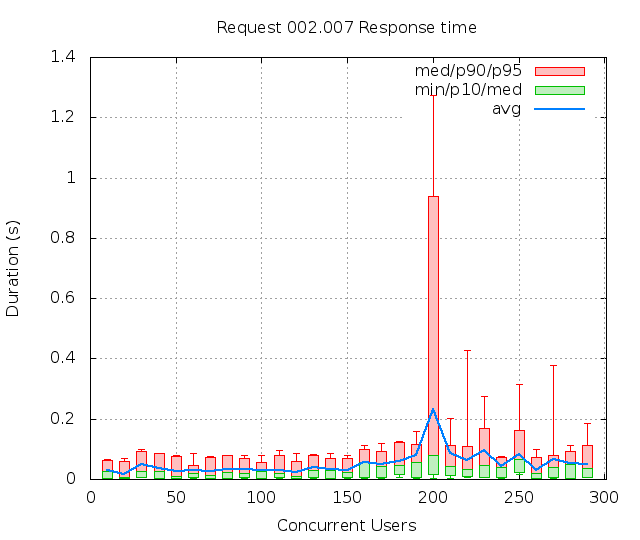 Request 002.007 Response time
1.4
1.2
1
0.8
0.6
0.4
0.2
0
med/p90/p95
min/p10/med
avg
Duration (s)
0 50 100 150 200 250 300
Concurrent Users